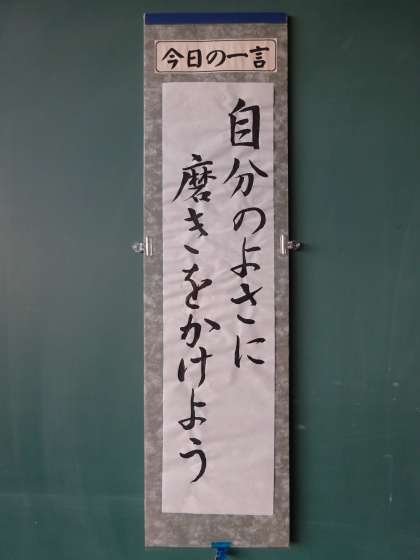 今日の一言
自分のよさに
磨きをかけよう